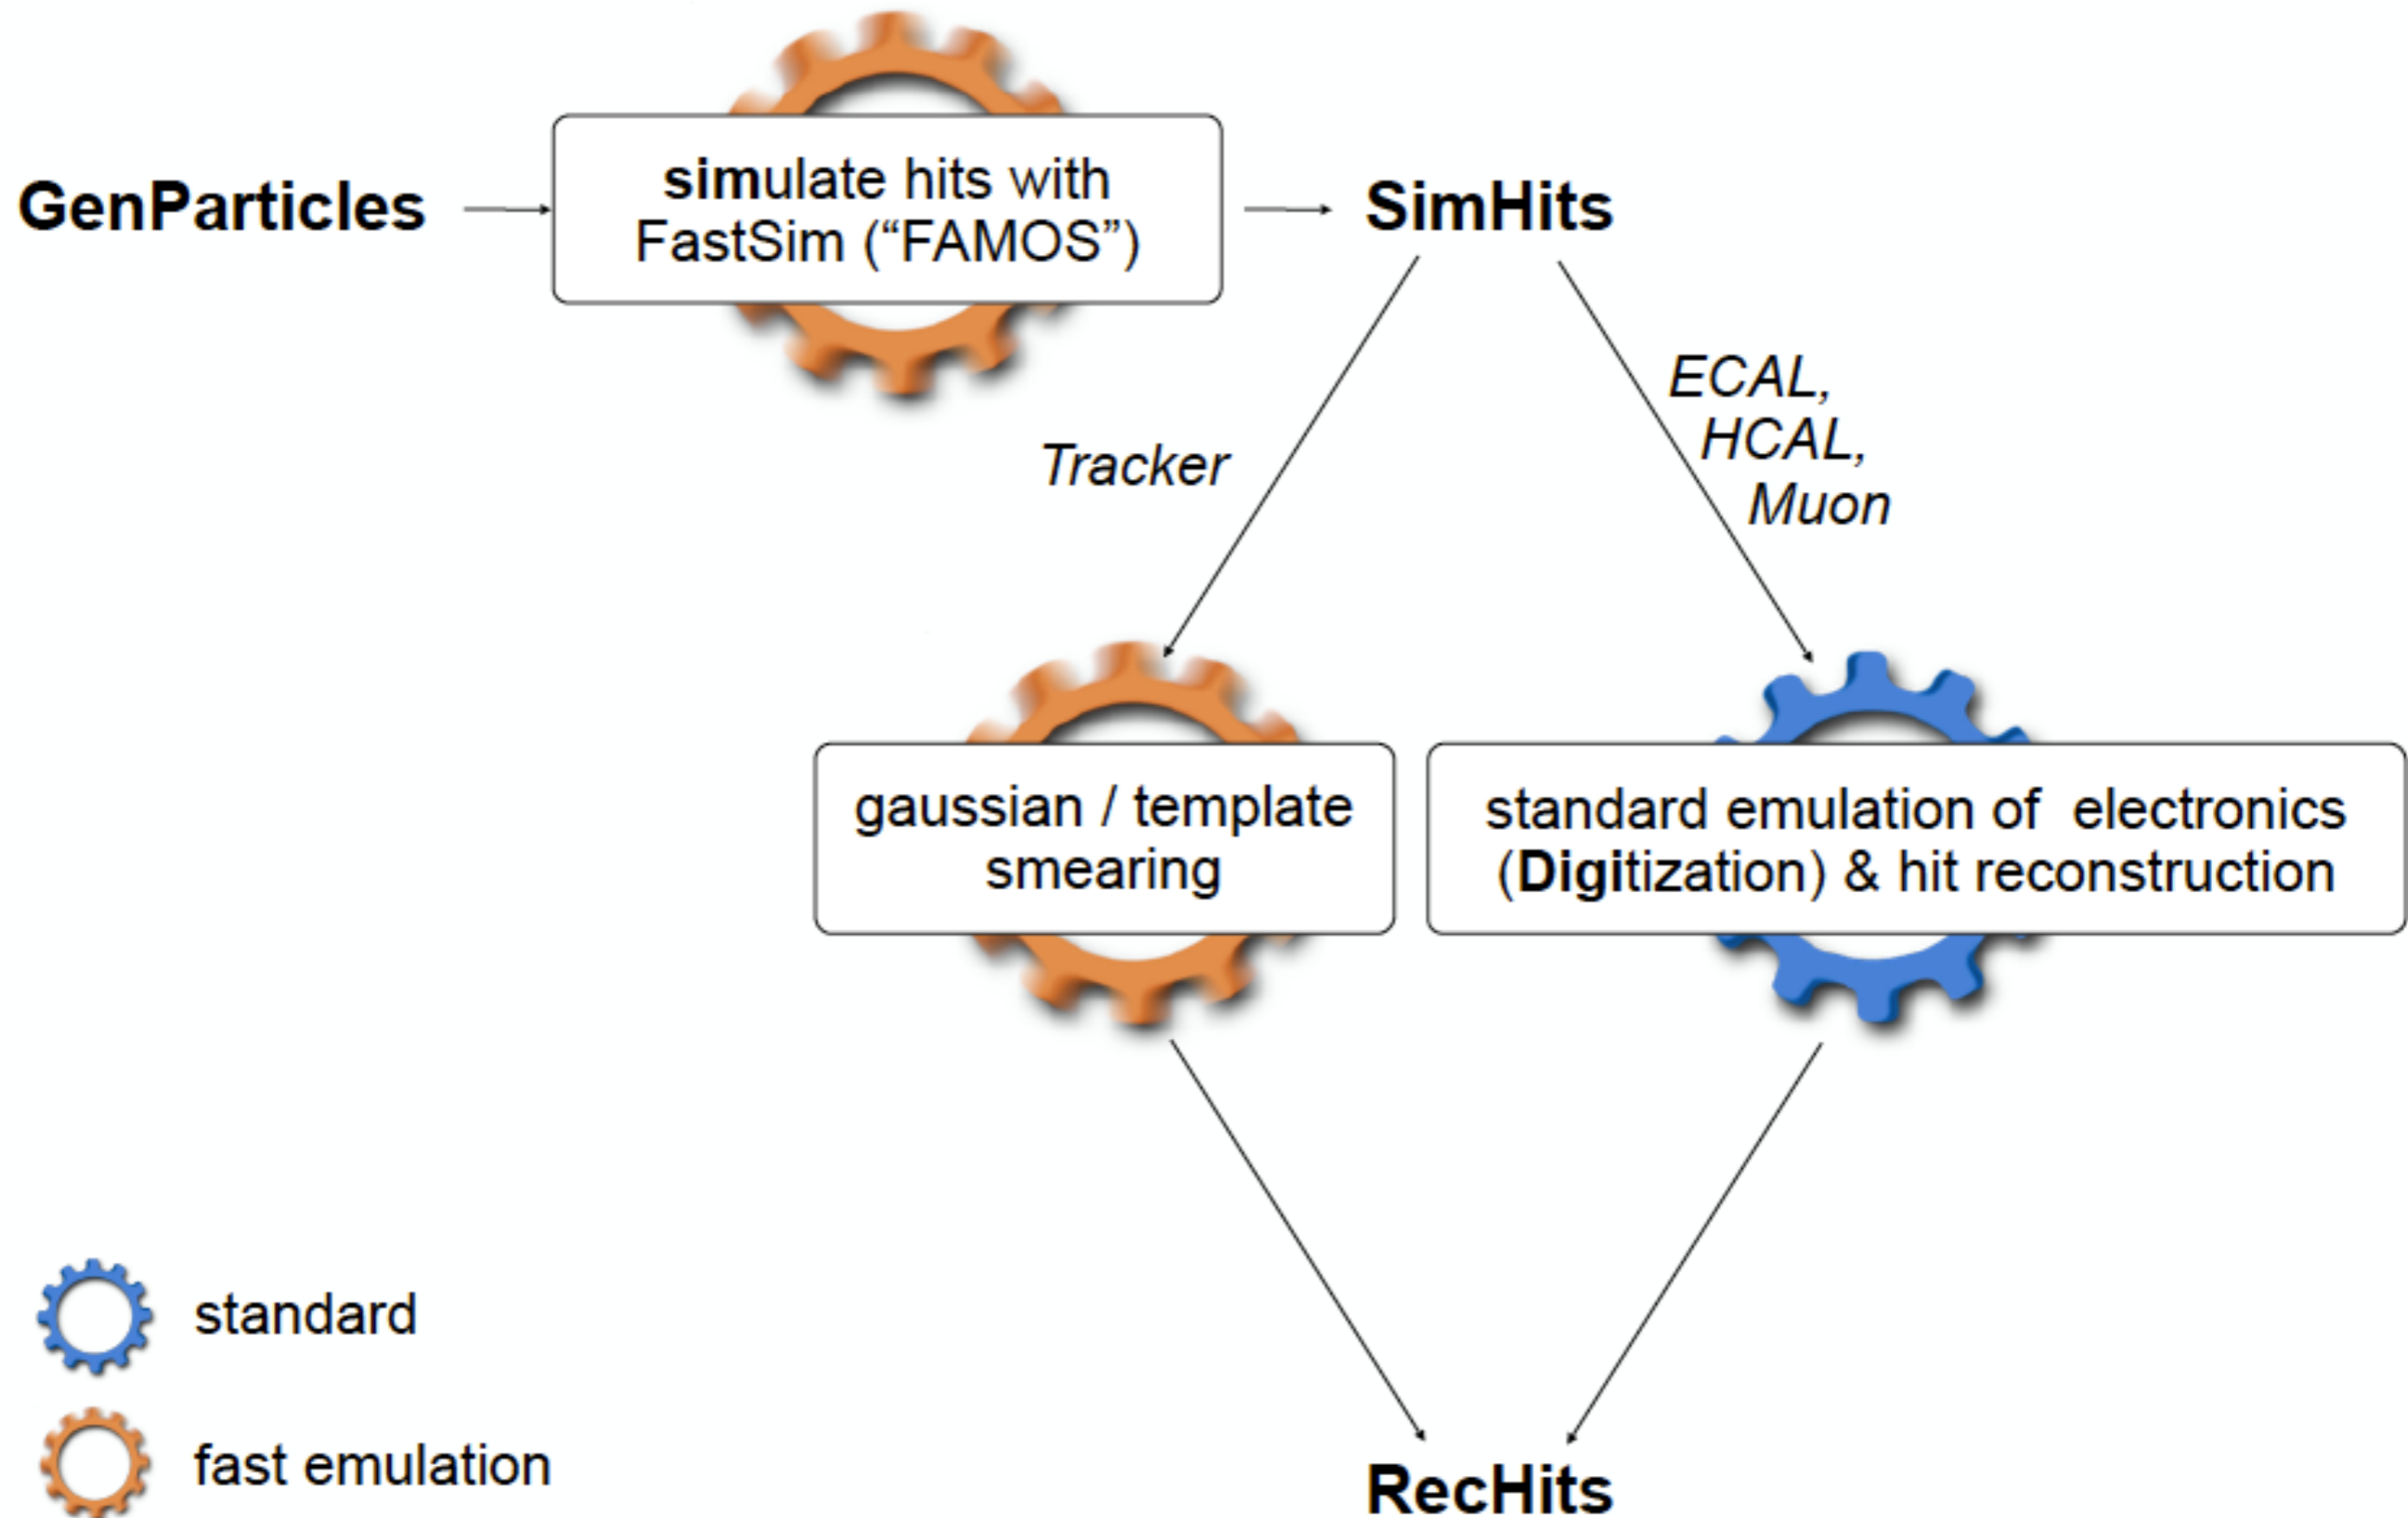 GenParticles
simulate hits with
FastSim (“FAMOS”)
SimHits
Tracker
ECAL,
HCAL,
Muon
gaussian / template
smearing
standard emulation of  electronics
(Digitization) & hit reconstruction
standard
fast emulation
RecHits